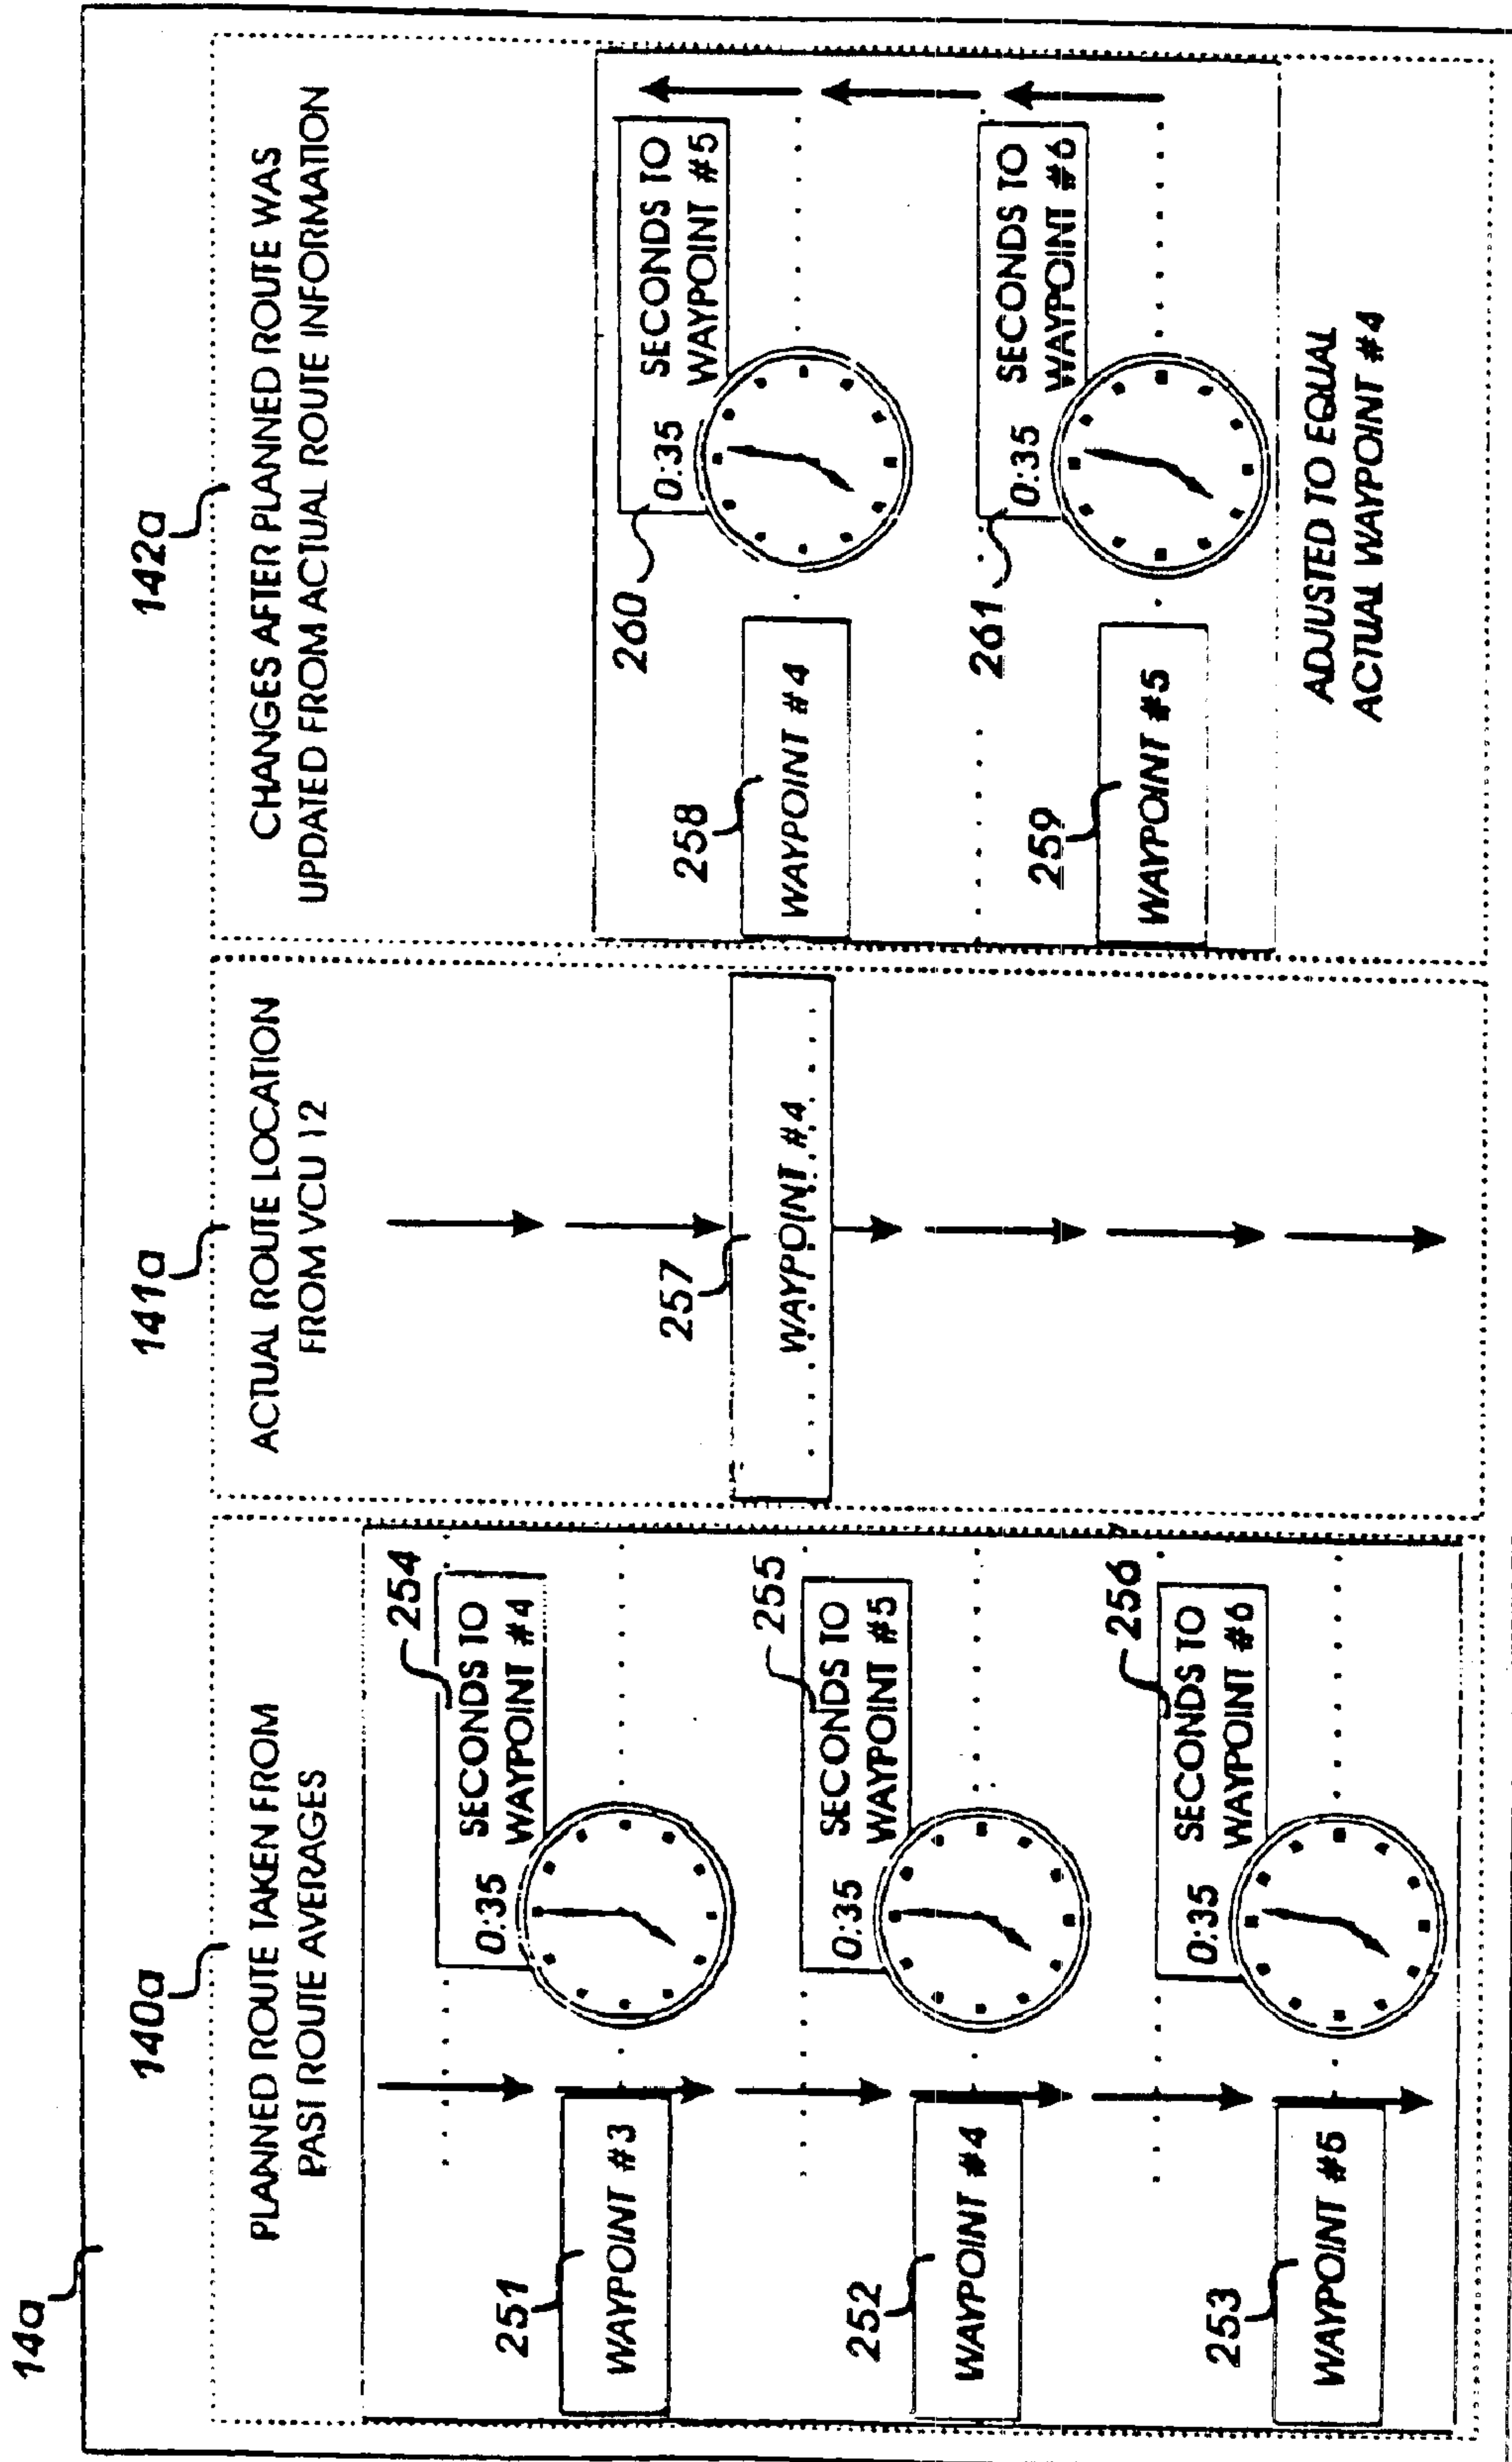 14a
140a
PLANNED ROUTE TAKEN FROM
PAST ROUTE AVERAGES
254
0:35 SECONDS TO
WAYPOINT #4
251
WAYPOINT #3
255
0:35 SECONDS TO
WAYPOINT #5
252
WAYPOINT #4
256
0:35 SECONDS TO
WAYPOINT #6
253
WAYPOINT #5
141a
ACTUAL ROUTE LOCATION
FROM VCU 12
257
WAYPOINT #4
142a
CHANGES AFTER PLANNED ROUTE WAS
UPDATED FROM ACTUAL ROUTE INFORMATION
260
0:35 SECONDS TO
WAYPOINT #5
258
WAYPOINT #4
261
0:35 SECONDS TO
WAYPOINT #6
259
WAYPOINT #5
ADJUSTED TO EQUAL
ACTUAL WAYPOINT #4